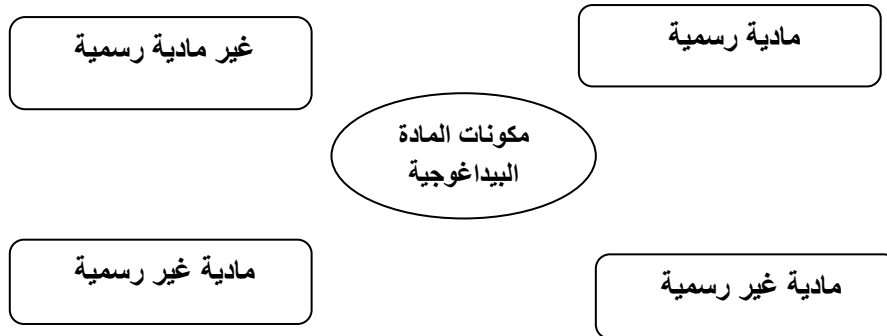 مادية رسمية
غير مادية رسمية
مكونات المادة
البيداغوجية
مادية غير رسمية
مادية غير رسمية